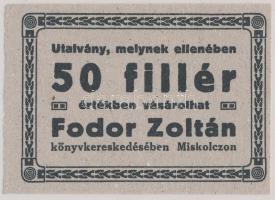 Utalvány, melynek ellenében
50 fillér
értékben vásárolhat
Fodor Zoltán
könyvkereskedésében Miskolczon